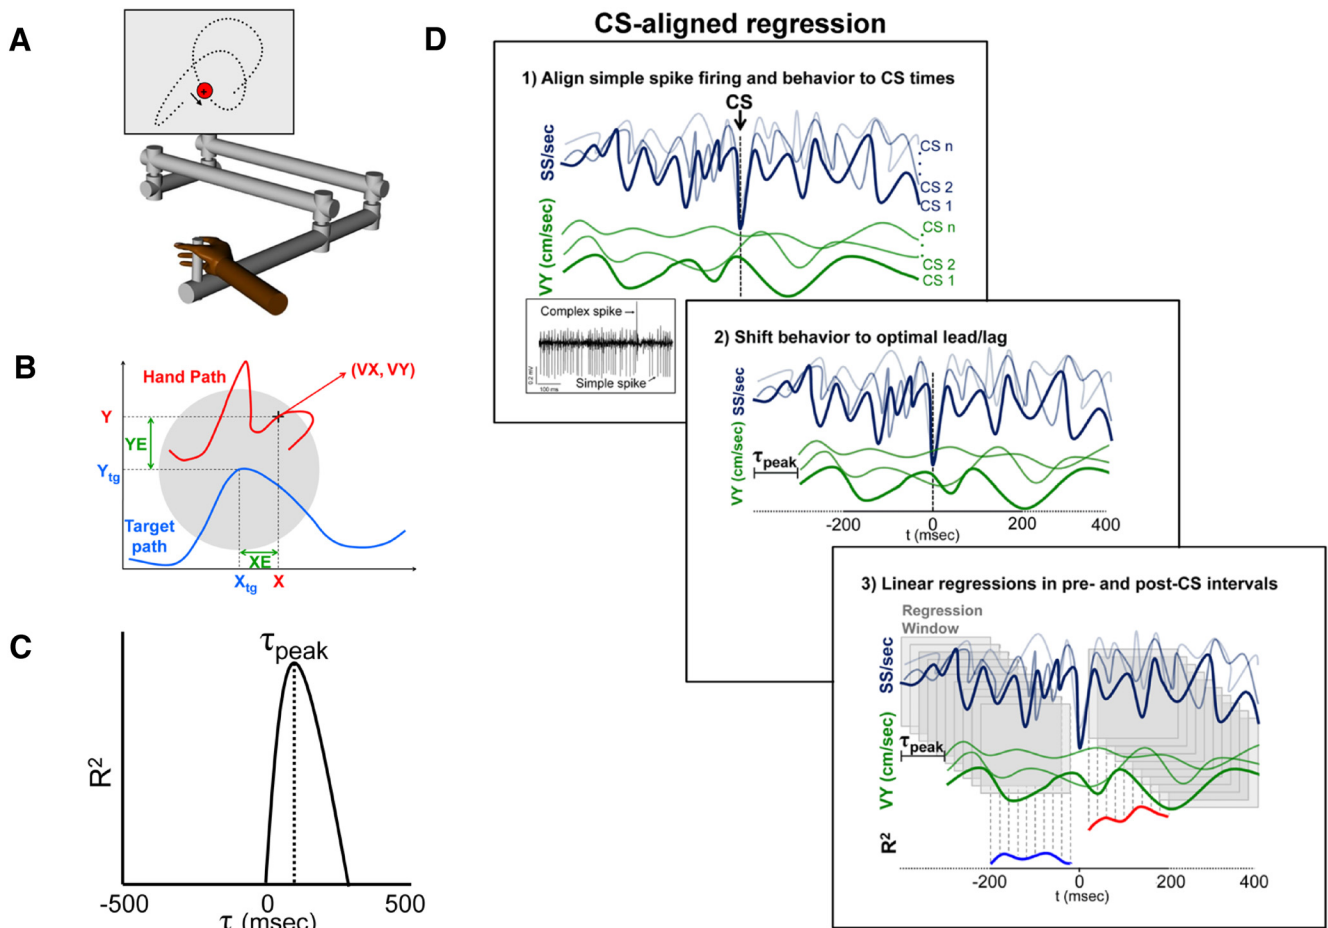 A
B
Hand Path
(VX, VY)
Y
YE
Ytg
Target
path
XE
Xtg
X
C
τpeak
R²
-500
0
500
τ (msec)
D
CS-aligned regression
1) Align simple spike firing and behavior to CS times
CS
SS/sec
CS n
CS 2
CS 1
VY (cm/sec)
CS n
CS 2
CS 1
Complex spike
Simple spike
0.2 mV
100 ms
2) Shift behavior to optimal lead/lag
SS/sec
VY (cm/sec)
τpeak
-200
0
200
400
t (msec)
3) Linear regressions in pre- and post-CS intervals
Regression
Window
SS/sec
VY (cm/sec)
τpeak
R²
-200
0
200
400
t (msec)